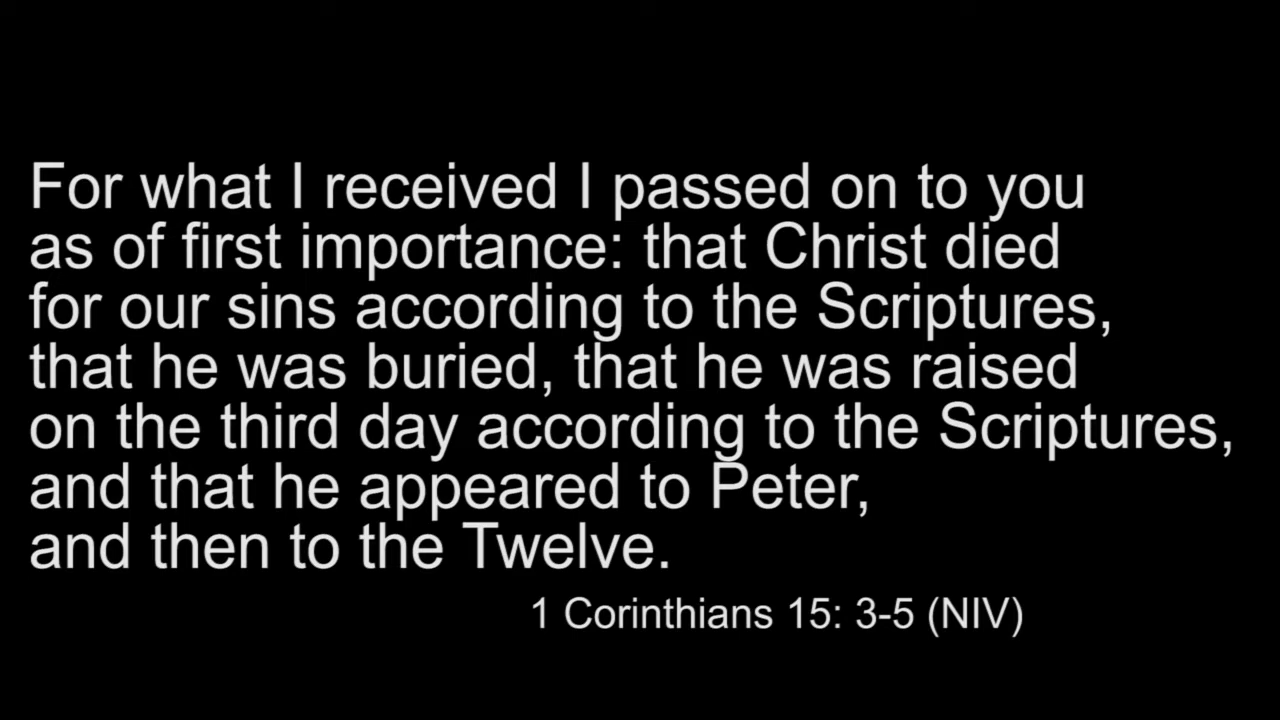 For what I received I passed on to you
as of first importance: that Christ died
for our sins according to the Scriptures,
that he was buried, that he was raised
on the third day according to the Scriptures,
and that he appeared to Peter,
and then to the Twelve.
1 Corinthians 15: 3-5 (NIV)